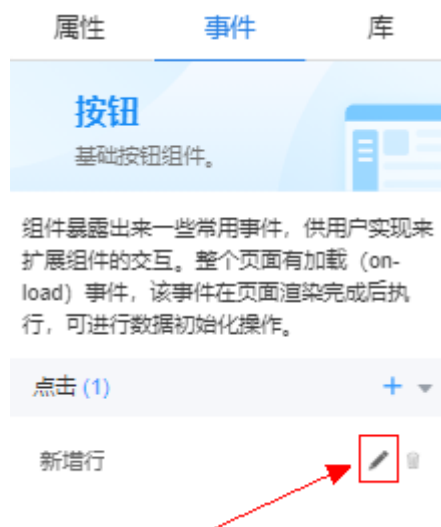 属性 事件 库
按钮
基础按钮组件。
组件暴露出来一些常用事件，供用户实现来
扩展组件的交互。整个页面有加载（on-
load）事件，该事件在页面渲染完成后执
行，可进行数据初始化操作。
点击 (1)
新增行